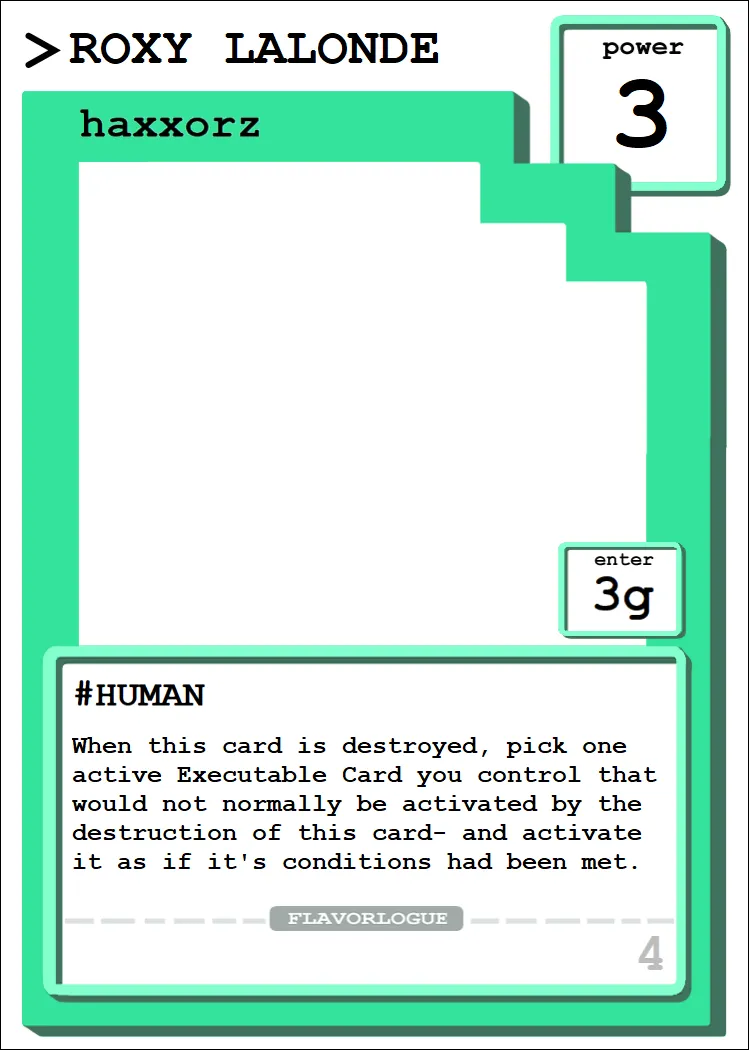 >ROXY LALONDE
power
3
haxxorz
enter
3g
#HUMAN
When this card is destroyed, pick one
active Executable Card you control that
would not normally be activated by the
destruction of this card- and activate
it as if it's conditions had been met.
FLAVORLOGUE
4